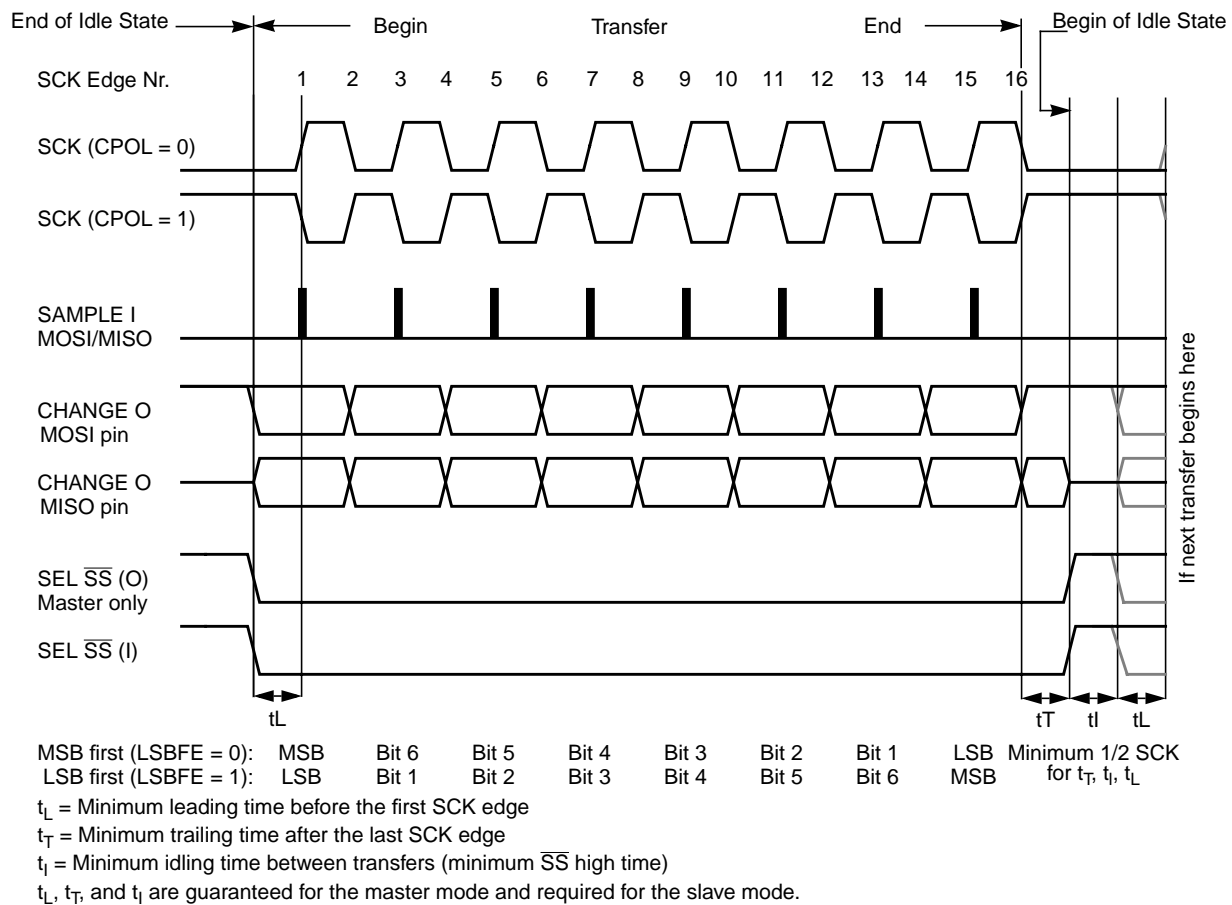 End of Idle State
Begin
Transfer
End
Begin of Idle State
SCK Edge Nr.
1 2 3 4 5 6 7 8 9 10 11 12 13 14 15 16
SCK (CPOL = 0)
SCK (CPOL = 1)
SAMPLE I
MOSI/MISO
CHANGE O
MOSI pin
CHANGE O
MISO pin
SEL S̅S̅ (O)
Master only
SEL S̅S̅ (I)
If next transfer begins here
tL
tT tI tL
MSB first (LSBFE = 0): MSB Bit 6 Bit 5 Bit 4 Bit 3 Bit 2 Bit 1 LSB
LSB first (LSBFE = 1): LSB Bit 1 Bit 2 Bit 3 Bit 4 Bit 5 Bit 6 MSB
Minimum 1/2 SCK
for tT, tI, tL
tL = Minimum leading time before the first SCK edge
tT = Minimum trailing time after the last SCK edge
tI = Minimum idling time between transfers (minimum S̅S̅ high time)
tL, tT, and tI are guaranteed for the master mode and required for the slave mode.